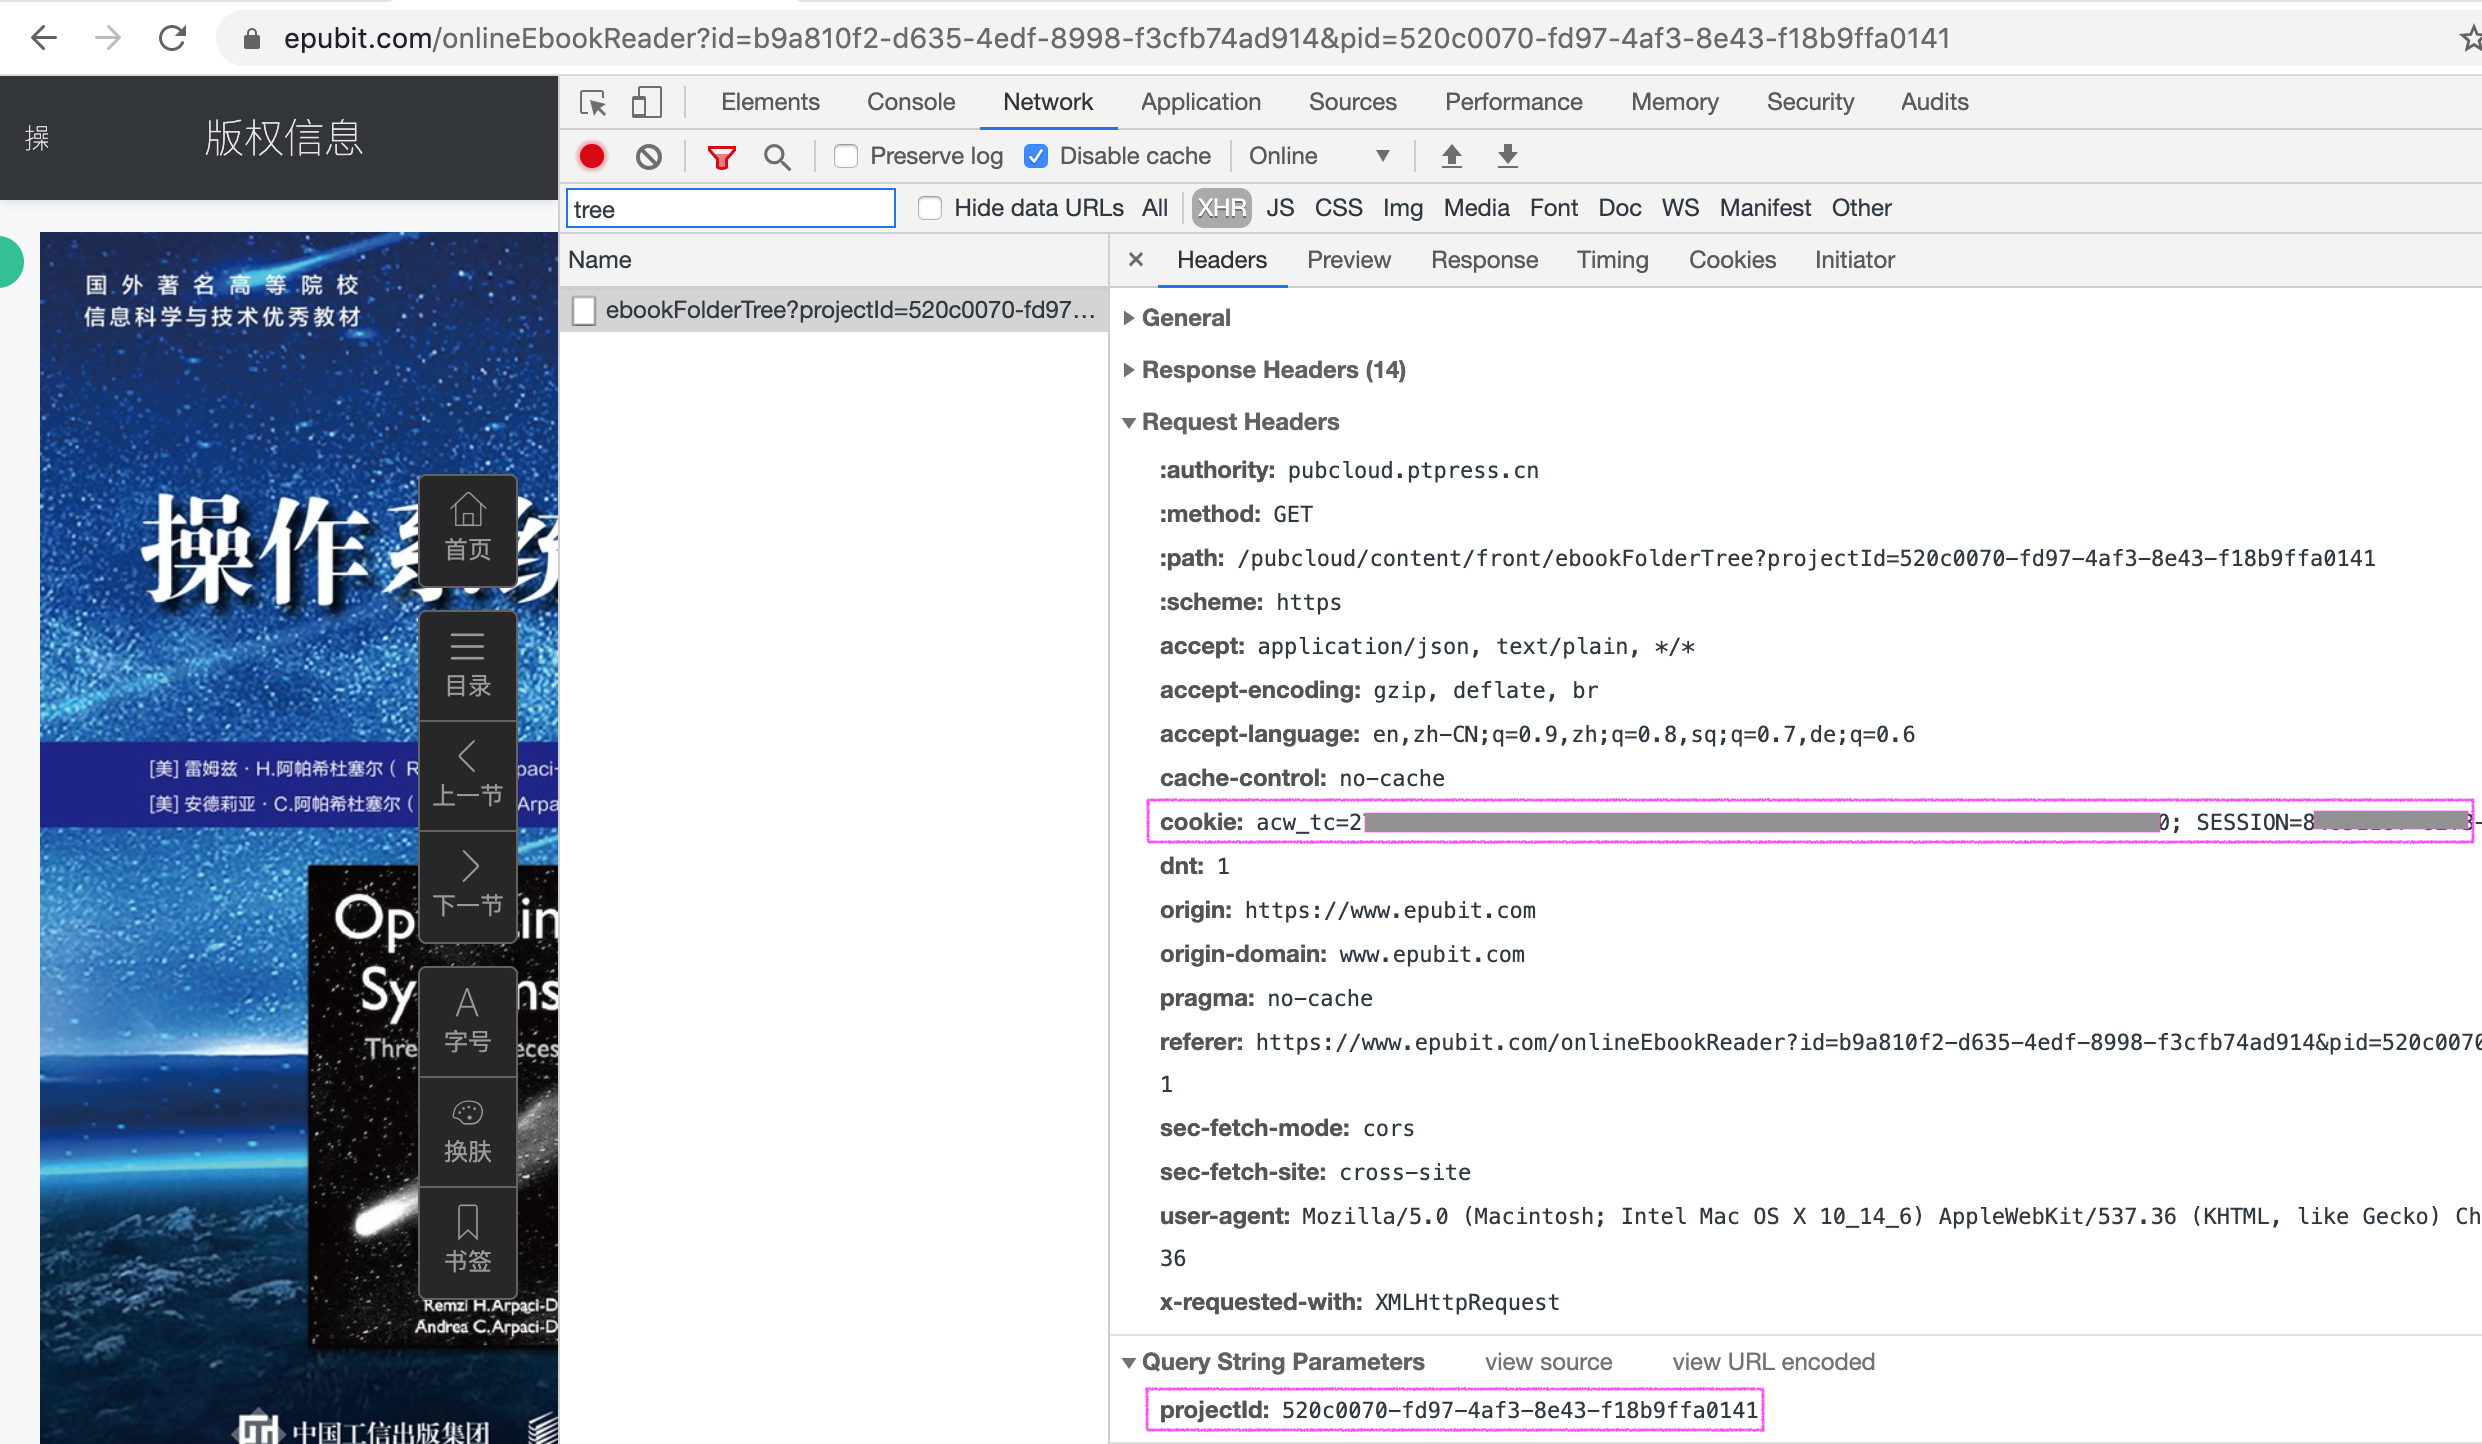 epubit.com/onlineEbookReader?id=b9a810f2-d635-4edf-8998-f3cfb74ad914&pid=520c0070-fd97-4af3-8e43-f18b9ffa0141
操
版权信息
国外著名高等院校
信息科学与技术优秀教材
操作系统
[美] 雷姆兹·H.阿帕希杜塞尔 ( R
paci-
[美] 安德莉亚·C.阿帕希杜塞尔 (
Arpa
Op
in
Sy
ns
Thre
eces
Remzi H.Arpaci-D
Andrea C.Arpaci-D
中国工信出版集团
首页
目录
上一节
下一节
A
字号
换肤
书签
Elements Console Network Application Sources Performance Memory Security Audits
Preserve log Disable cache Online
tree Hide data URLs All XHR JS CSS Img Media Font Doc WS Manifest Other
Name
ebookFolderTree?projectId=520c0070-fd97...
× Headers Preview Response Timing Cookies Initiator
General
Response Headers (14)
Request Headers
:authority: pubcloud.ptpress.cn
:method: GET
:path: /pubcloud/content/front/ebookFolderTree?projectId=520c0070-fd97-4af3-8e43-f18b9ffa0141
:scheme: https
accept: application/json, text/plain, */*
accept-encoding: gzip, deflate, br
accept-language: en,zh-CN;q=0.9,zh;q=0.8,sq;q=0.7,de;q=0.6
cache-control: no-cache
cookie: acw_tc=2 0; SESSION=8
dnt: 1
origin: https://www.epubit.com
origin-domain: www.epubit.com
pragma: no-cache
referer: https://www.epubit.com/onlineEbookReader?id=b9a810f2-d635-4edf-8998-f3cfb74ad914&pid=520c0070
1
sec-fetch-mode: cors
sec-fetch-site: cross-site
user-agent: Mozilla/5.0 (Macintosh; Intel Mac OS X 10_14_6) AppleWebKit/537.36 (KHTML, like Gecko) Ch
36
x-requested-with: XMLHttpRequest
Query String Parameters view source view URL encoded
projectId: 520c0070-fd97-4af3-8e43-f18b9ffa0141